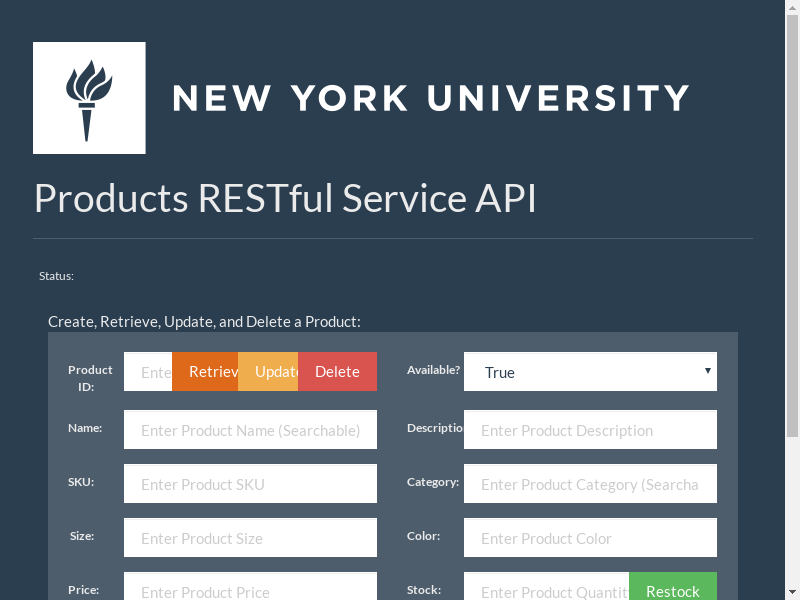 NEW YORK UNIVERSITY
Products RESTful Service API
Status:
Create, Retrieve, Update, and Delete a Product:
Product ID: Ente Retriev Updat Delete Available? True
Name: Enter Product Name (Searchable) Descriptio Enter Product Description
SKU: Enter Product SKU Category: Enter Product Category (Searcha
Size: Enter Product Size Color: Enter Product Color
Price: Enter Product Price Stock: Enter Product Quantit Restock